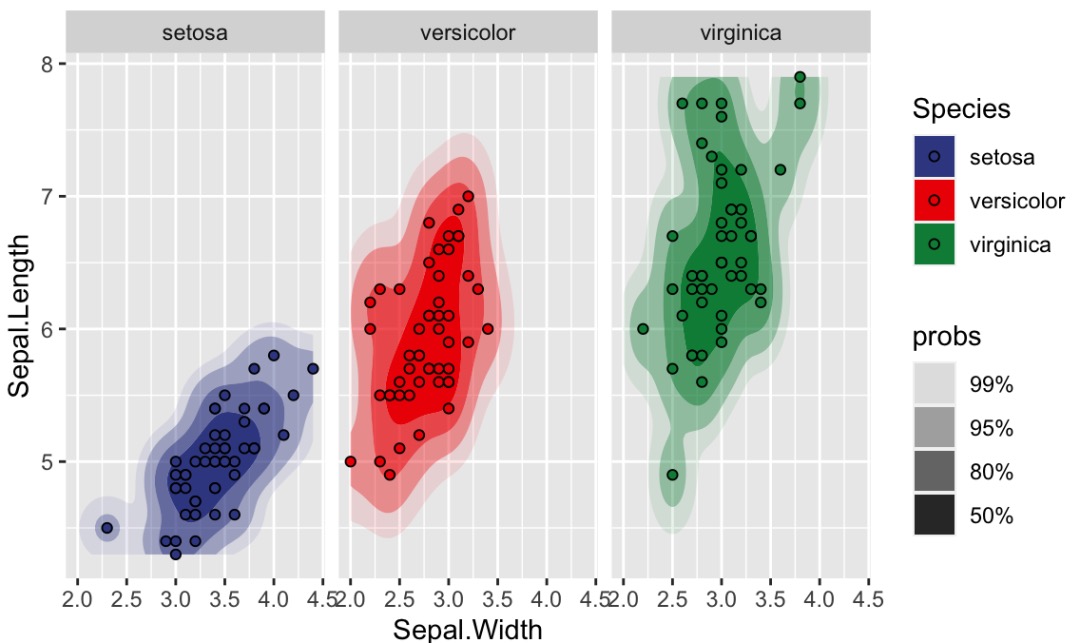 setosa
versicolor
virginica
Sepal.Length
8
7
6
5
2.0 2.5 3.0 3.5 4.0 4.5
2.0 2.5 3.0 3.5 4.0 4.5
2.0 2.5 3.0 3.5 4.0 4.5
Sepal.Width
Species
setosa
versicolor
virginica
probs
99%
95%
80%
50%